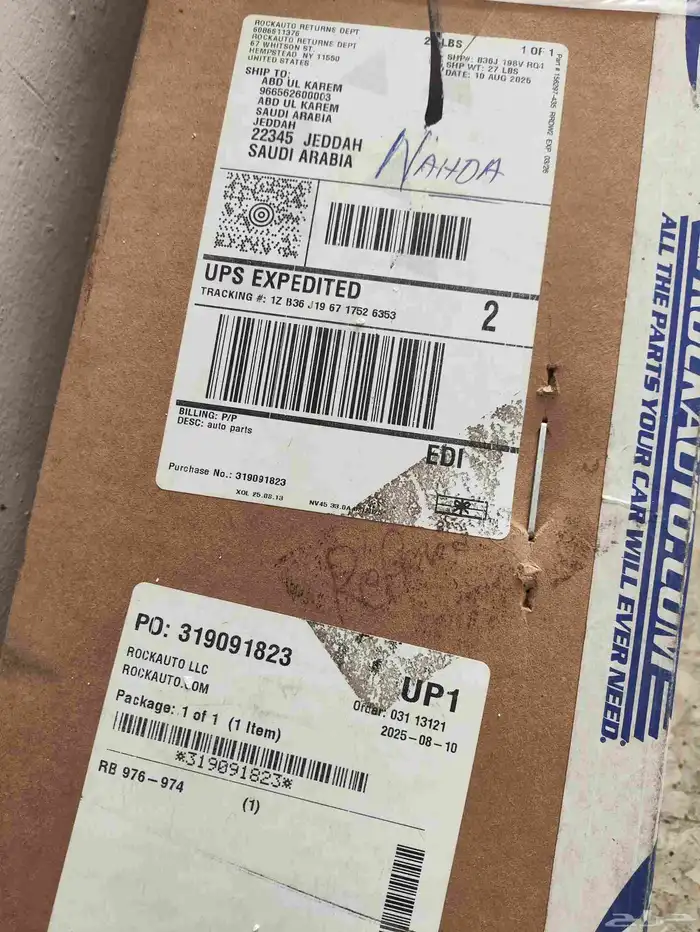 ROCKAUTO RETURNS DEPT
6086611376
ROCKAUTO RETURNS DEPT
67 WHITSON ST.
HEMPSTEAD NY 11550
UNITED STATES
LBS
1 OF 1
SHP#: B36J 198V RQ4
SHP WT: 27 LBS
DATE: 10 AUG 2025
SHIP TO:
ABD UL KAREM
966562600003
ABD UL KAREM
SAUDI ARABIA
JEDDAH
22345 JEDDAH
SAUDI ARABIA
NAHDA
UPS EXPEDITED
TRACKING #: 1Z B36 J19 67 1752 6353
2
BILLING: P/P
DESC: auto parts
EDI
Purchase No.: 319091823
XOL 25.08.13
PO: 319091823
ROCKAUTO LLC
ROCKAUTO.COM
UP1
Package: 1 of 1 (1 Item)
2025-08-10
*319091823*
RB 976-974
(1)
ROCKAUTO.COM
ALL THE PARTS YOUR CAR WILL EVER NEED.